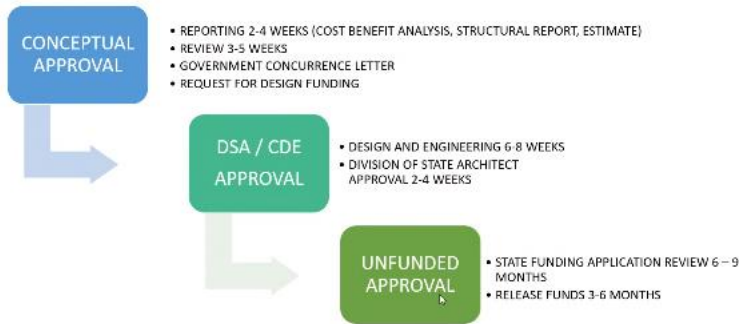 CONCEPTUAL
APPROVAL
• REPORTING 2-4 WEEKS (COST BENEFIT ANALYSIS, STRUCTURAL REPORT, ESTIMATE)
• REVIEW 3-5 WEEKS
• GOVERNMENT CONCURRENCE LETTER
• REQUEST FOR DESIGN FUNDING
DSA / CDE
APPROVAL
• DESIGN AND ENGINEERING 6-8 WEEKS
• DIVISION OF STATE ARCHITECT
APPROVAL 2-4 WEEKS
UNFUNDED
APPROVAL
• STATE FUNDING APPLICATION REVIEW 6 – 9
MONTHS
• RELEASE FUNDS 3-6 MONTHS